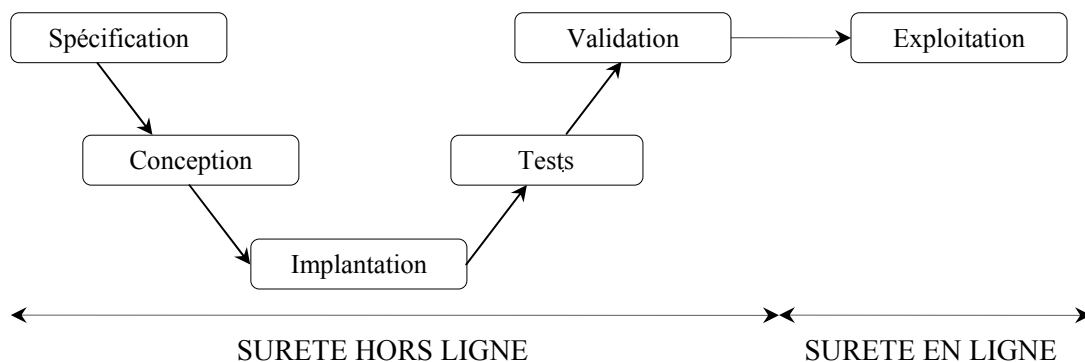 Spécification
Validation
Exploitation
Conception
Tests
Implantation
SURETE HORS LIGNE
SURETE EN LIGNE